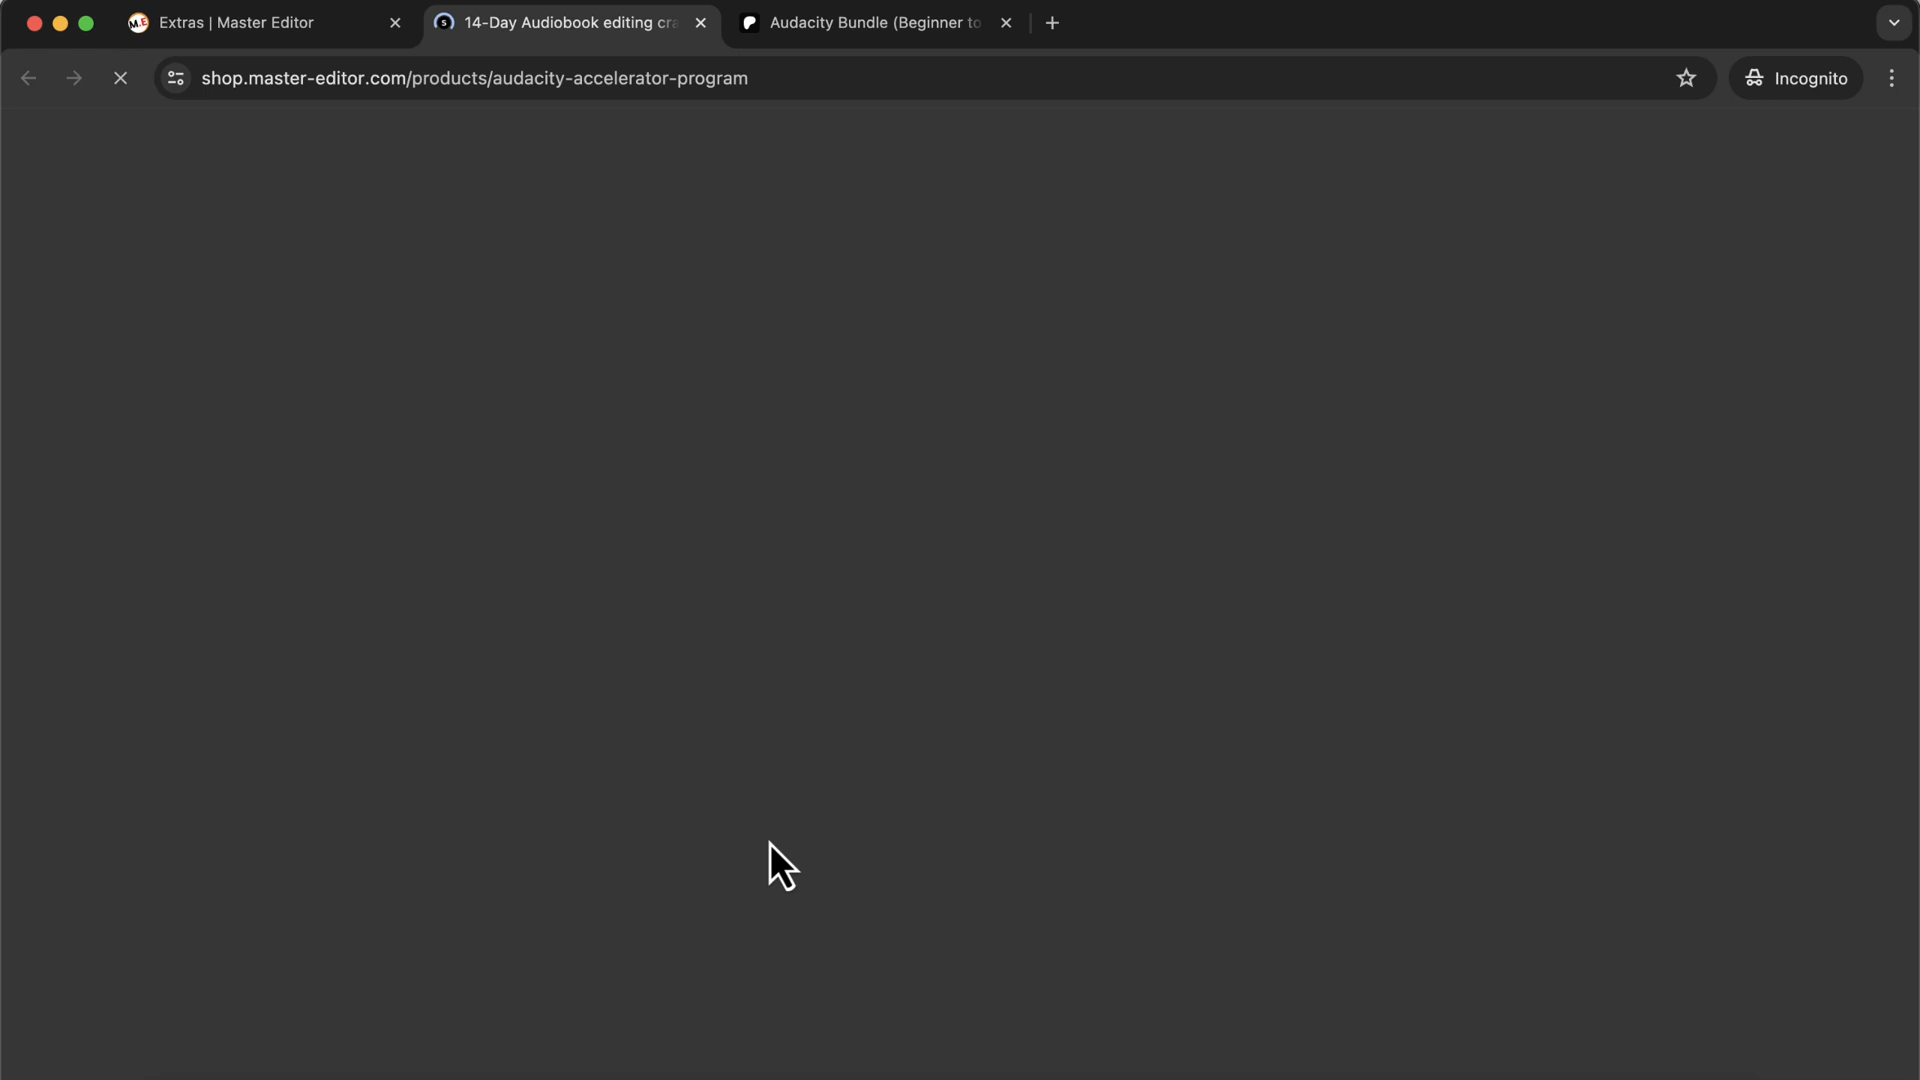 Extras | Master Editor
14-Day Audiobook editing
Audacity Bundle (Beginner to
shop.master-editor.com/products/audacity-accelerator-program
Incognito